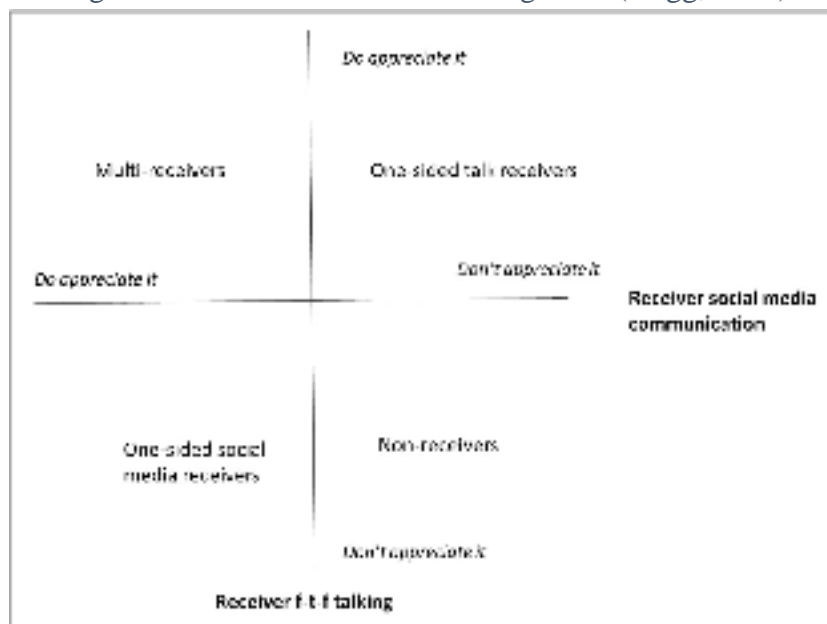 Do appreciate it
Multi-receivers
One-sided talk receivers
Do appreciate it
Don't appreciate it
Receiver social media
communication
One-sided social
media receivers
Non-receivers
Don't appreciate it
Receiver f-t-f talking